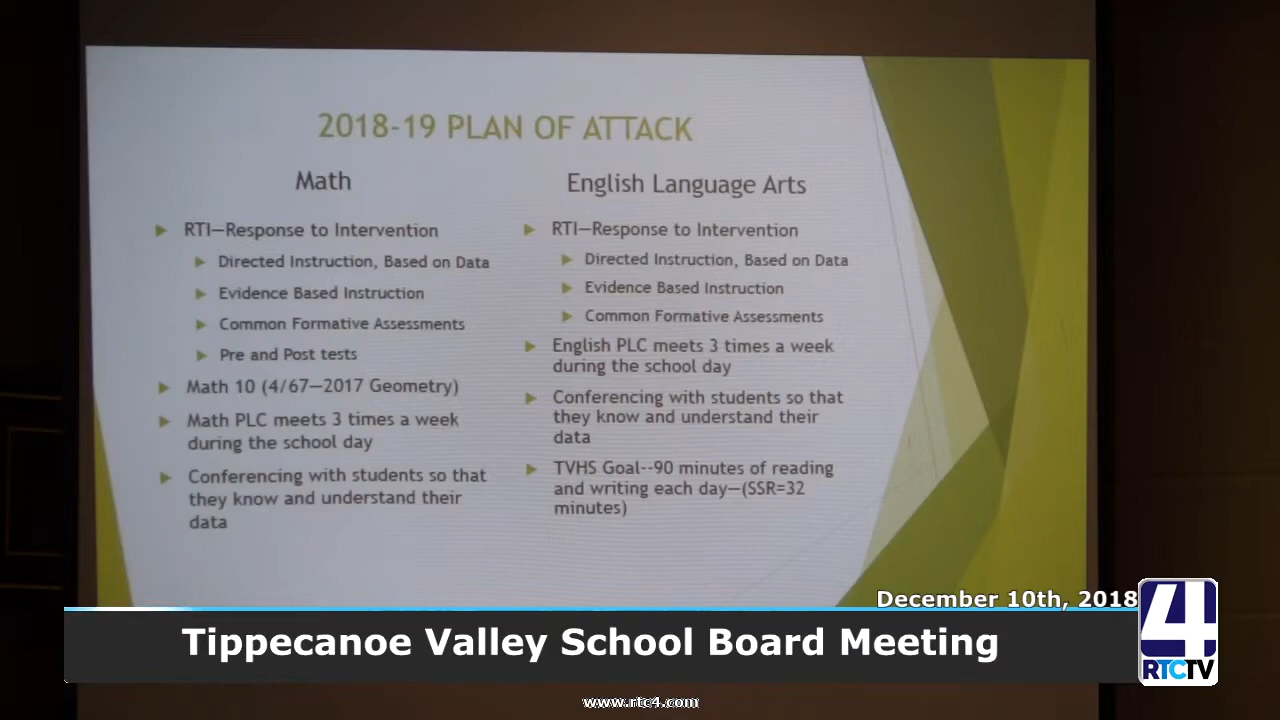 2018-19 PLAN OF ATTACK
Math
RTI—Response to Intervention
Directed Instruction, Based on Data
Evidence Based Instruction
Common Formative Assessments
Pre and Post tests
Math 10 (4/67—2017 Geometry)
Math PLC meets 3 times a week
during the school day
Conferencing with students so that
they know and understand their
data
English Language Arts
RTI—Response to Intervention
Directed Instruction, Based on Data
Evidence Based Instruction
Common Formative Assessments
English PLC meets 3 times a week
during the school day
Conferencing with students so that
they know and understand their
data
TVHS Goal--90 minutes of reading
and writing each day—(SSR=32
minutes)
December 10th, 2018
Tippecanoe Valley School Board Meeting
4
RTCTV
www.rtc4.com